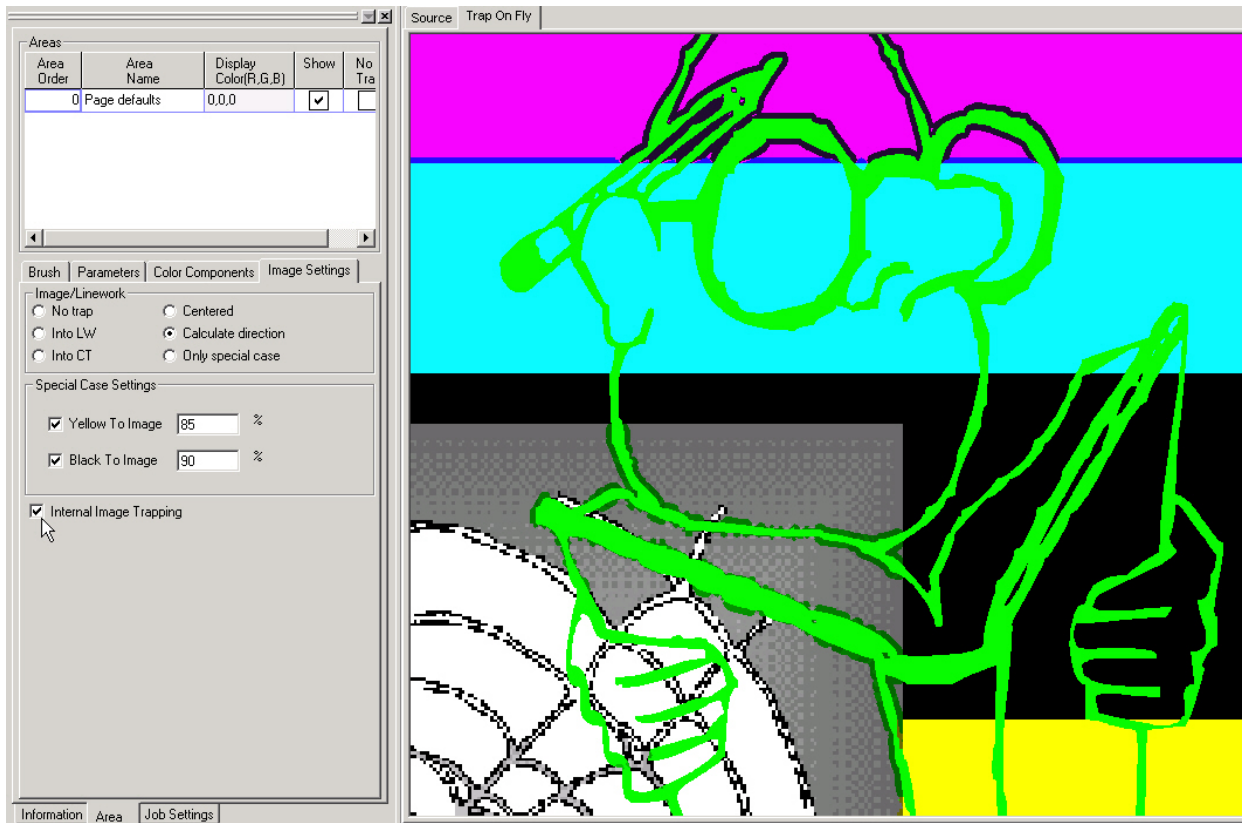 Source
Trap On Fly
Areas
Area Order
Area Name
Display Color(R,G,B)
Show
No Tra
0
Page defaults
0,0,0
Brush
Parameters
Color Components
Image Settings
Image/Linework
No trap
Centered
Into LW
Calculate direction
Into CT
Only special case
Special Case Settings
Yellow To Image
85
%
Black To Image
90
%
Internal Image Trapping
Information
Area
Job Settings